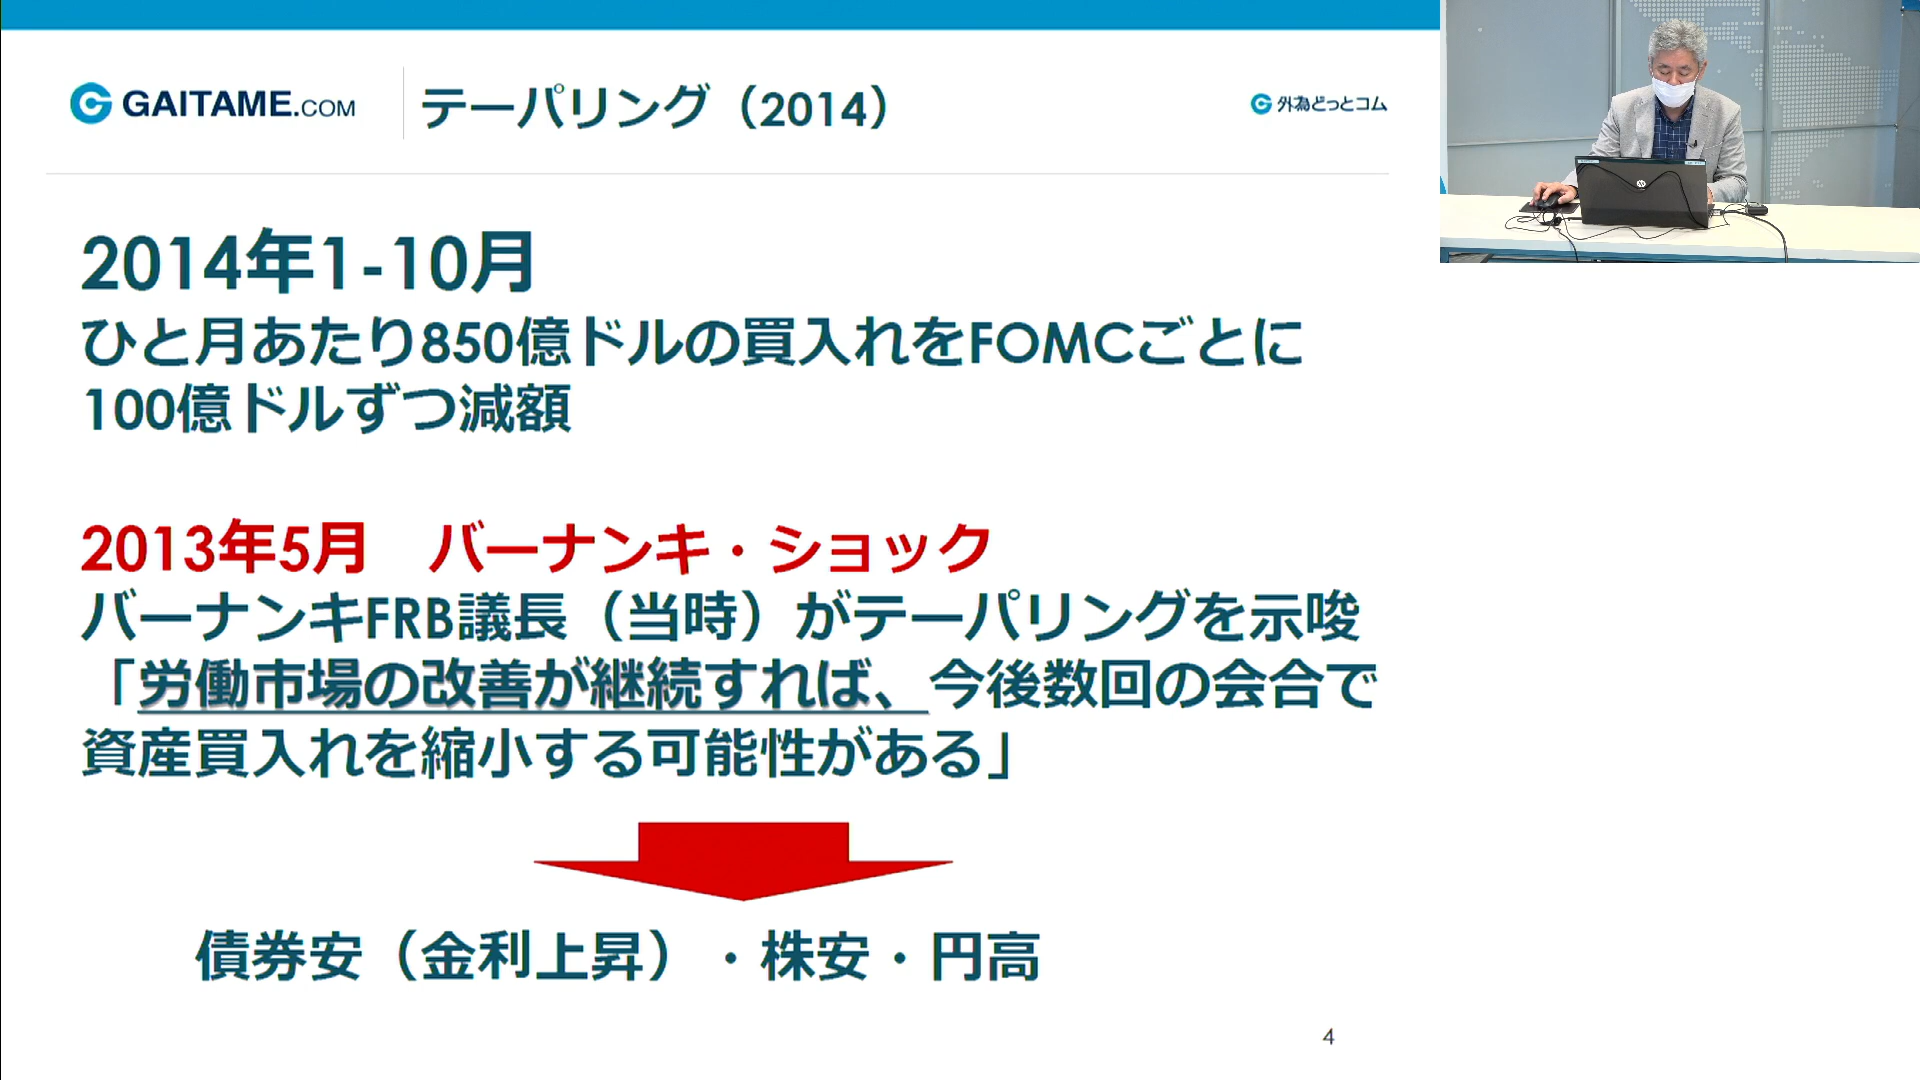 GAITAME.COM
テーパリング（2014）
外為どっとコム
2014年1-10月
ひと月あたり850億ドルの買入れをFOMCごとに
100億ドルずつ減額
2013年5月　バーナンキ・ショック
バーナンキFRB議長（当時）がテーパリングを示唆
「労働市場の改善が継続すれば、今後数回の会合で
資産買入れを縮小する可能性がある」
債券安（金利上昇）・株安・円高
4